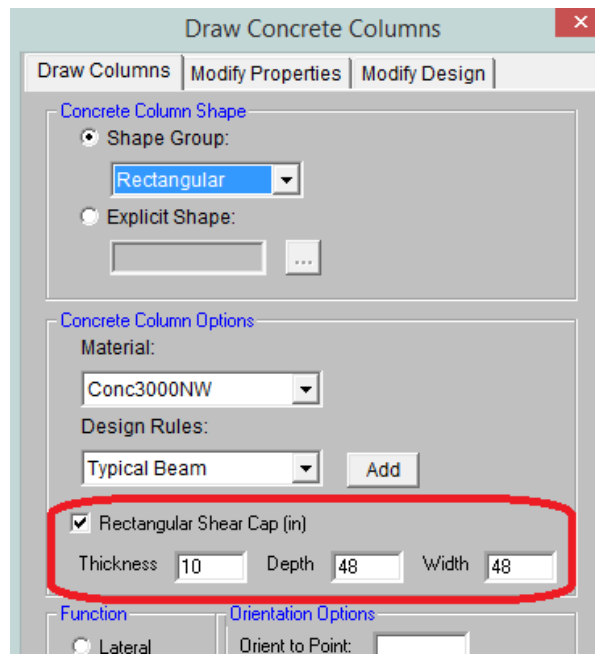 Draw Concrete Columns
Draw Columns Modify Properties Modify Design
Concrete Column Shape
Shape Group:
Rectangular
Explicit Shape:
...
Concrete Column Options
Material:
Conc3000NW
Design Rules:
Typical Beam Add
Rectangular Shear Cap (in)
Thickness 10 Depth 48 Width 48
Function Orientation Options
Lateral Orient to Point: